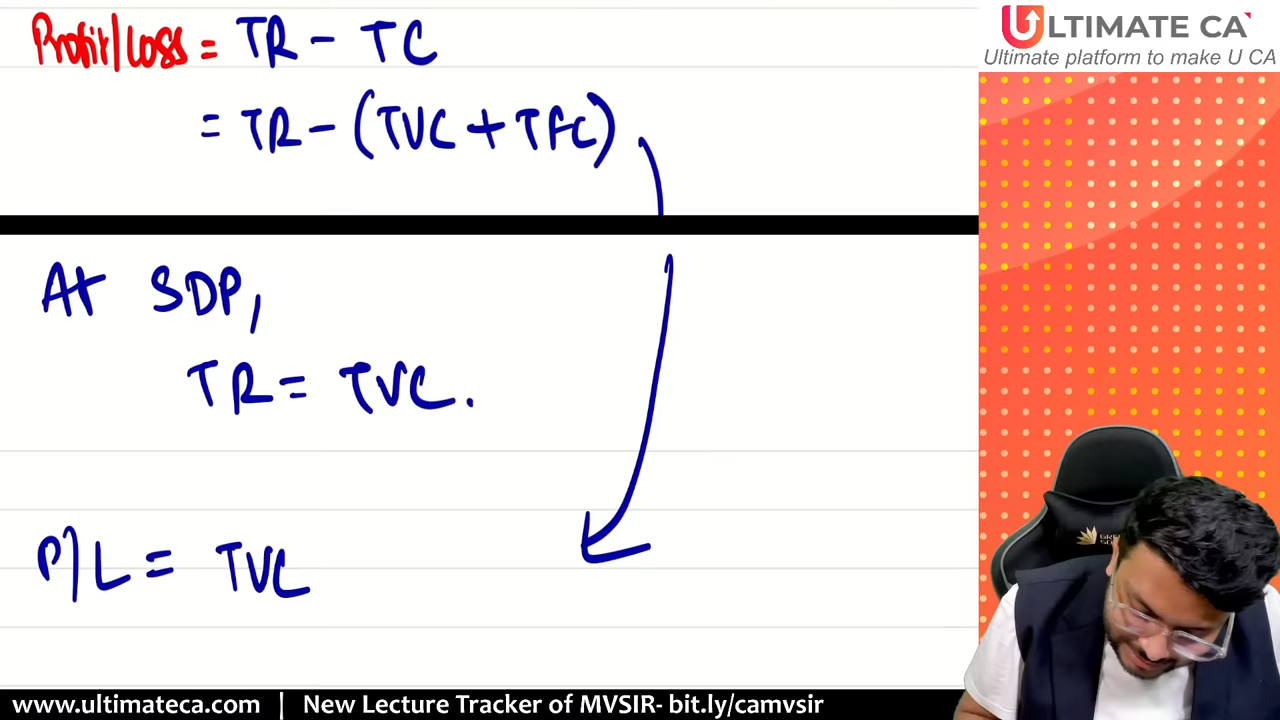 Profit/Loss = TR - TC
= TR - (TVC + TFC)
At SDP,
TR = TVC.
P/L = TVC
ULTIMATE CA
Ultimate platform to make U CA
www.ultimateca.com | New Lecture Tracker of MVSIR- bit.ly/camvsir